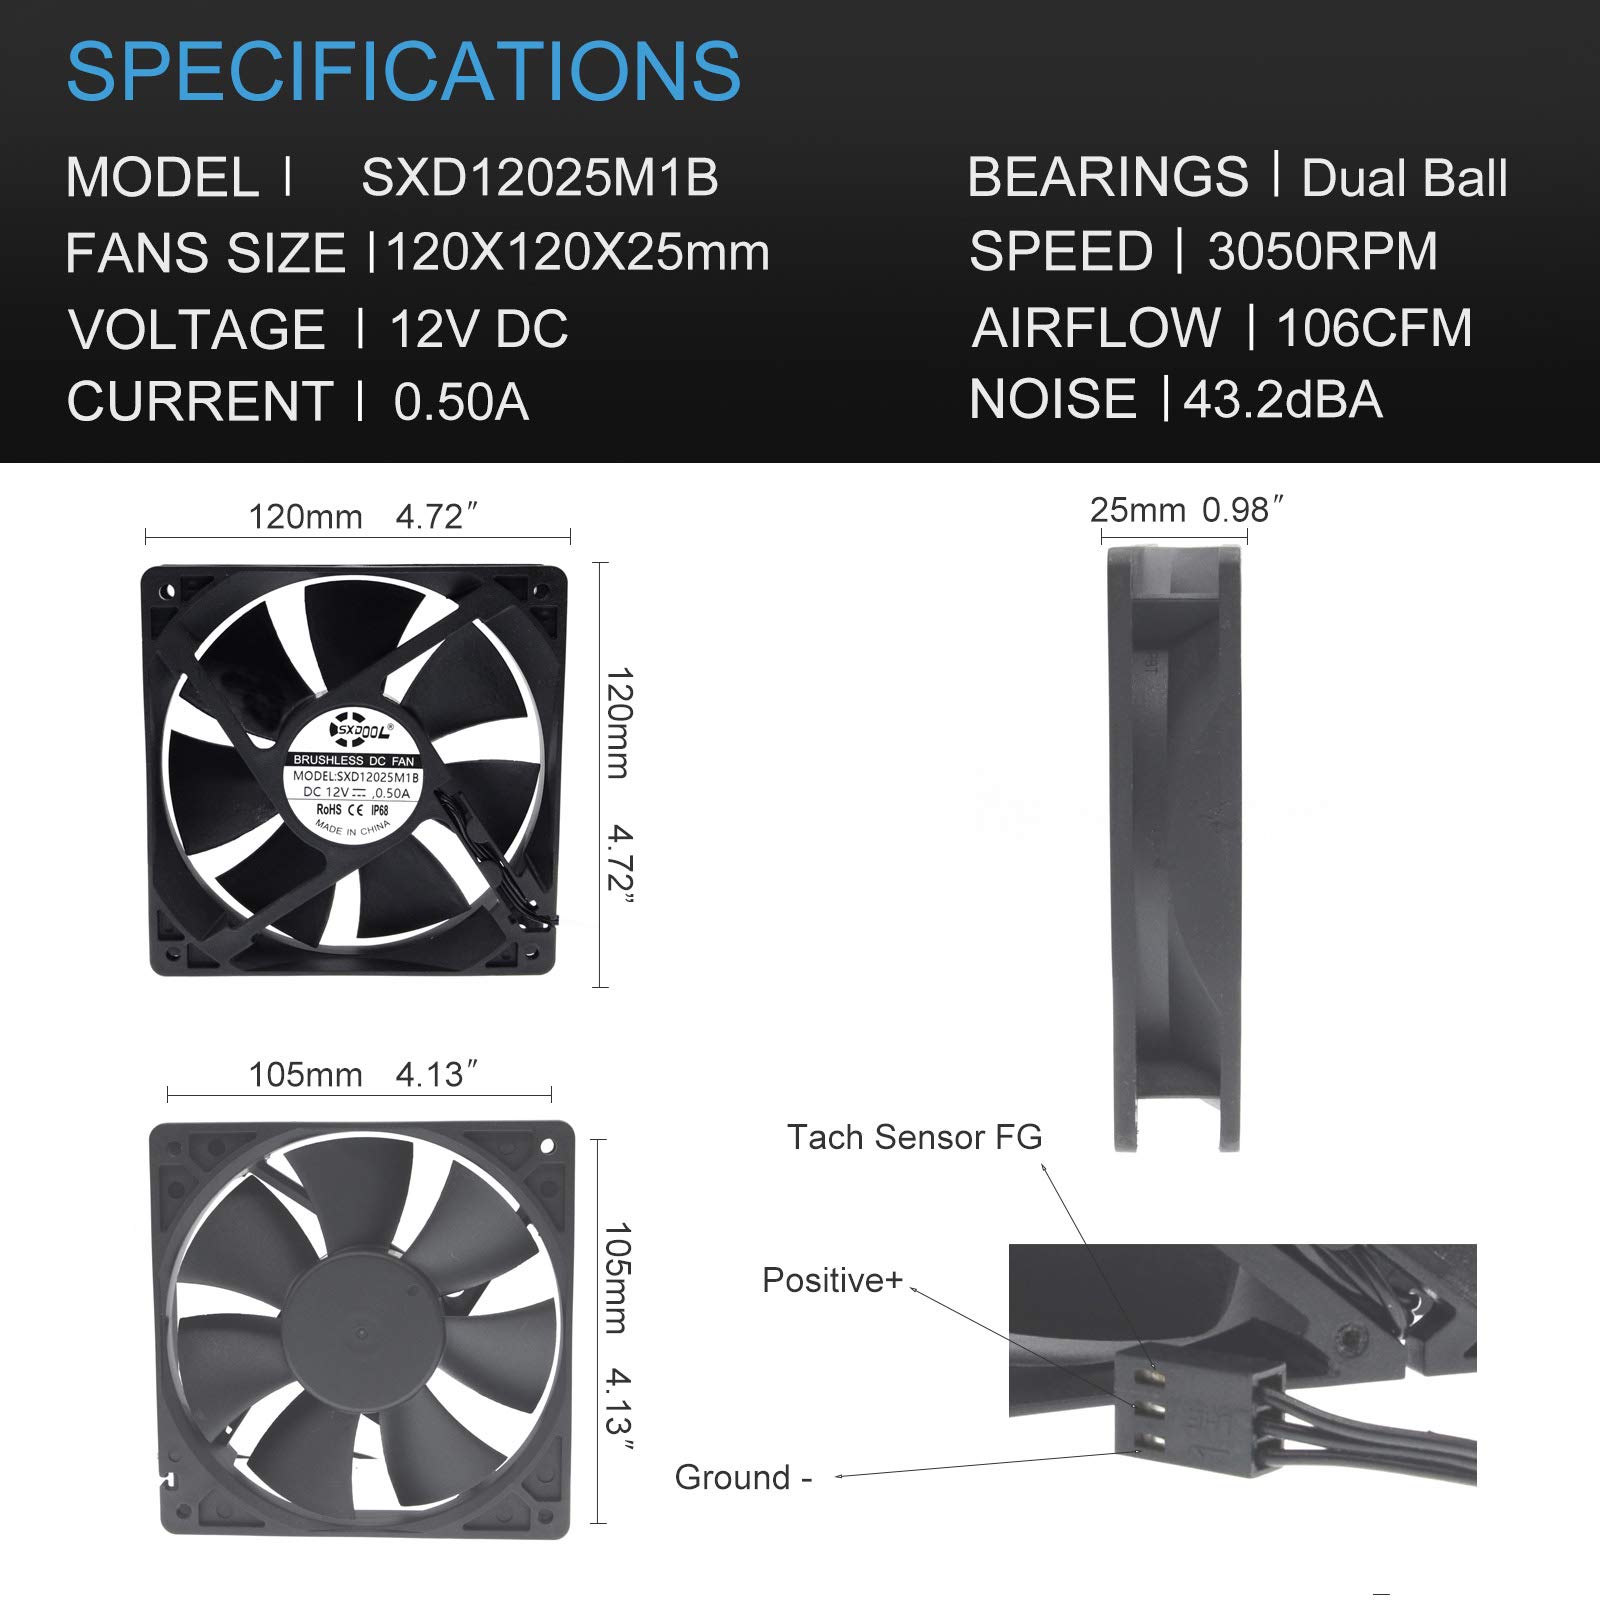 SPECIFICATIONS
MODEL | SXD12025M1B
FANS SIZE | 120X120X25mm
VOLTAGE | 12V DC
CURRENT | 0.50A
BEARINGS | Dual Ball
SPEED | 3050RPM
AIRFLOW | 106CFM
NOISE | 43.2dBA
120mm 4.72″
120mm 4.72”
SXDOOL®
BRUSHLESS DC FAN
MODEL:SXD12025M1B
DC 12V⎓,0.50A
RoHS CE IP68
MADE IN CHINA
25mm 0.98″
105mm 4.13″
105mm 4.13″
Tach Sensor FG
Positive+
Ground -